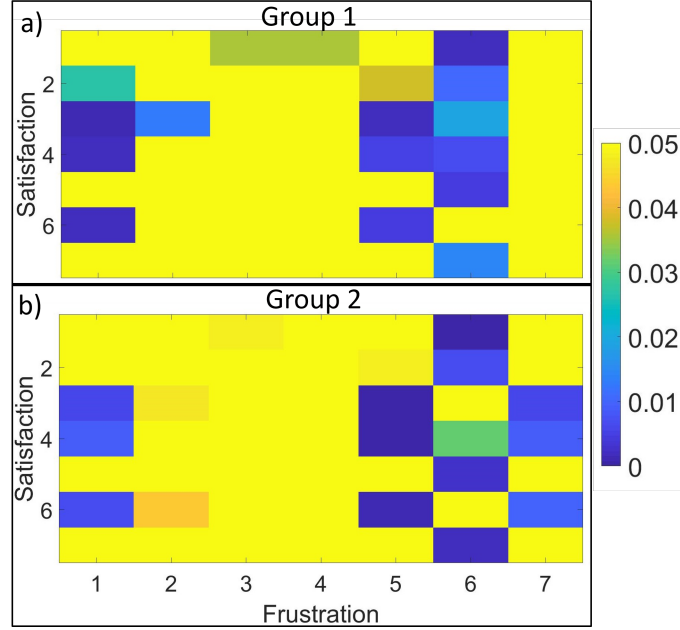 a) Group 1
2
4
6
Satisfaction
0.05
0.04
0.03
0.02
0.01
0
b) Group 2
2
4
6
Satisfaction
1 2 3 4 5 6 7
Frustration